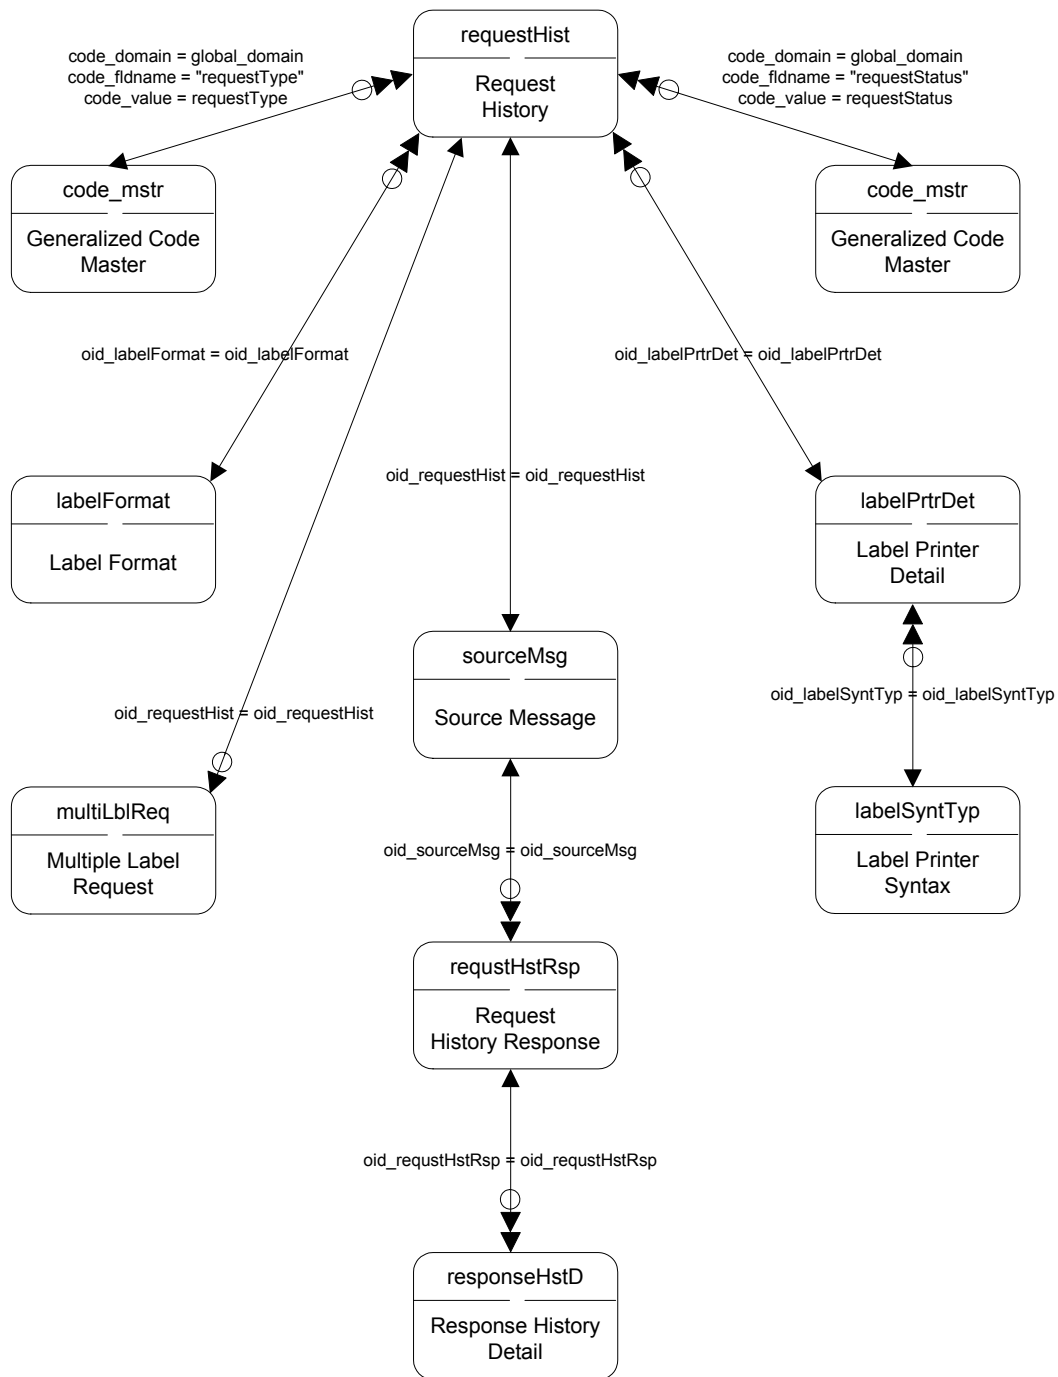 requestHist
Request
History
code_domain = global_domain
code_fldname = "requestType"
code_value = requestType
code_domain = global_domain
code_fldname = "requestStatus"
code_value = requestStatus
code_mstr
Generalized Code
Master
code_mstr
Generalized Code
Master
oid_labelFormat = oid_labelFormat
oid_labelPrtrDet = oid_labelPrtrDet
oid_requestHist = oid_requestHist
labelFormat
Label Format
labelPrtrDet
Label Printer
Detail
sourceMsg
Source Message
oid_labelSyntTyp = oid_labelSyntTyp
oid_requestHist = oid_requestHist
multiLblReq
Multiple Label
Request
labelSyntTyp
Label Printer
Syntax
oid_sourceMsg = oid_sourceMsg
requstHstRsp
Request
History Response
oid_requstHstRsp = oid_requstHstRsp
responseHstD
Response History
Detail